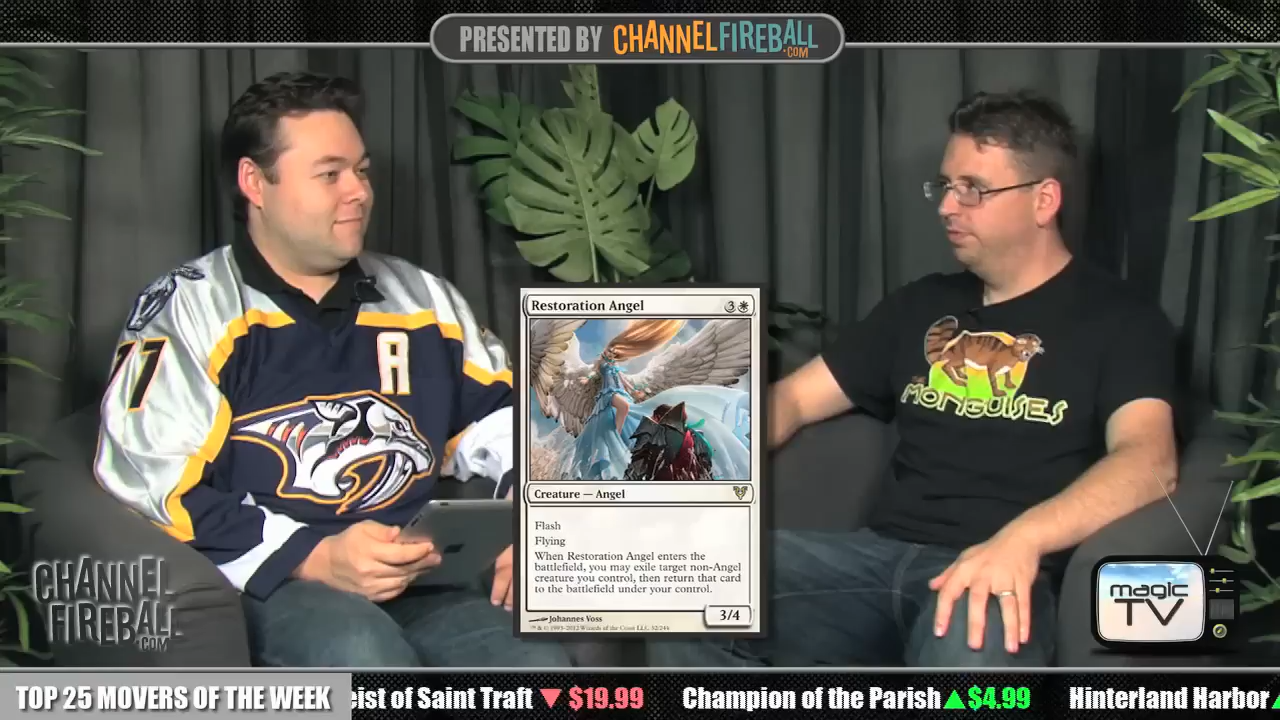 PRESENTED BY CHANNELFIREBALL.COM
Restoration Angel 3
Creature — Angel
Flash
Flying
When Restoration Angel enters the
battlefield, you may exile target non-Angel
creature you control, then return that card
to the battlefield under your control.
3/4
Johannes Voss
A
77
MONGUISES
CHANNEL
FIREBALL
.COM
magic
TV
TOP 25 MOVERS OF THE WEEK
eist of Saint Traft ▼ $19.99 Champion of the Parish ▲ $4.99 Hinterland Harbor